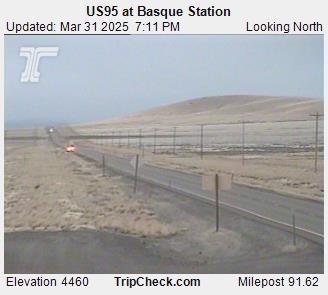 US95 at Basque Station
Updated: Mar 31 2025 7:11 PM Looking North
Elevation 4460 TripCheck.com Milepost 91.62